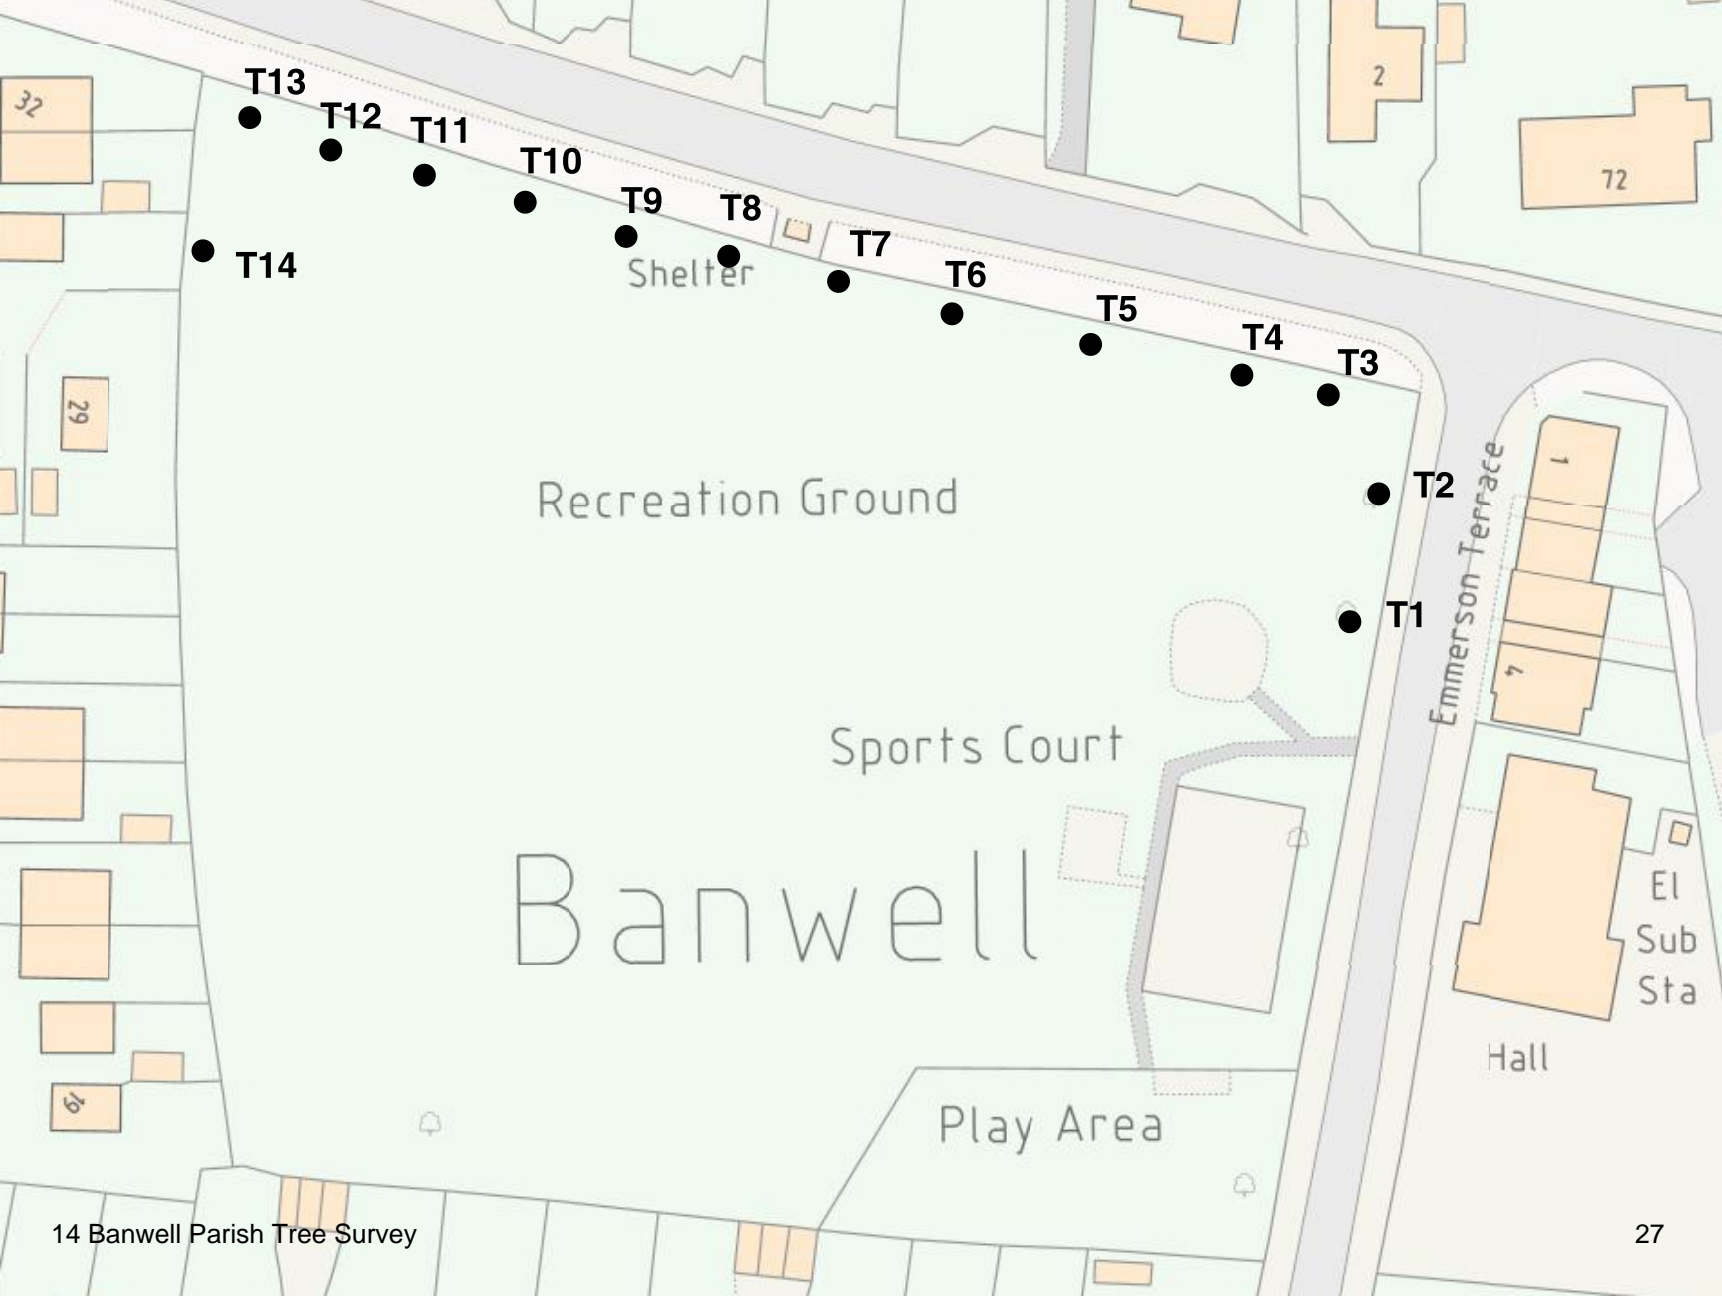 32
T13
T12
T11
T10
T9
T8
T7
T6
T5
T4
T3
T14
Shelter
2
72
29
Recreation Ground
T2
T1
Emmerson Terrace
1
4
Sports Court
Banwell
El
Sub
Sta
Hall
19
Play Area
14 Banwell Parish Tree Survey
27